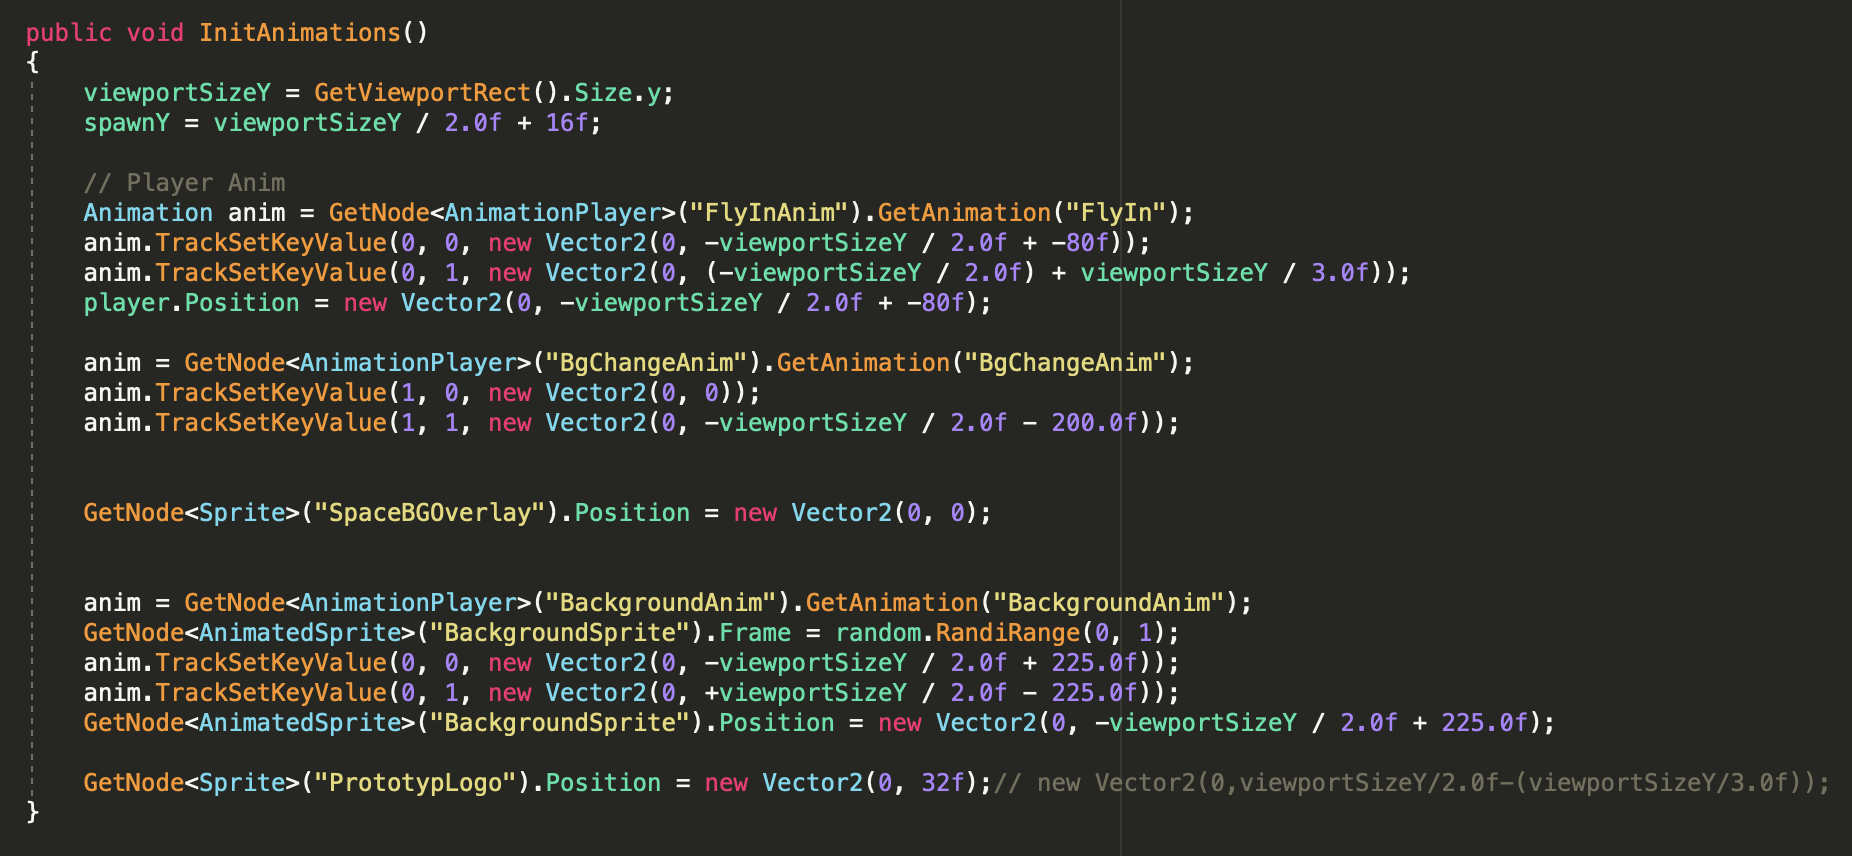 public void InitAnimations()
{
    viewportSizeY = GetViewportRect().Size.y;
    spawnY = viewportSizeY / 2.0f + 16f;

    // Player Anim
    Animation anim = GetNode<AnimationPlayer>("FlyInAnim").GetAnimation("FlyIn");
    anim.TrackSetKeyValue(0, 0, new Vector2(0, -viewportSizeY / 2.0f + -80f));
    anim.TrackSetKeyValue(0, 1, new Vector2(0, (-viewportSizeY / 2.0f) + viewportSizeY / 3.0f));
    player.Position = new Vector2(0, -viewportSizeY / 2.0f + -80f);

    anim = GetNode<AnimationPlayer>("BgChangeAnim").GetAnimation("BgChangeAnim");
    anim.TrackSetKeyValue(1, 0, new Vector2(0, 0));
    anim.TrackSetKeyValue(1, 1, new Vector2(0, -viewportSizeY / 2.0f - 200.0f));


    GetNode<Sprite>("SpaceBGOverlay").Position = new Vector2(0, 0);


    anim = GetNode<AnimationPlayer>("BackgroundAnim").GetAnimation("BackgroundAnim");
    GetNode<AnimatedSprite>("BackgroundSprite").Frame = random.RandiRange(0, 1);
    anim.TrackSetKeyValue(0, 0, new Vector2(0, -viewportSizeY / 2.0f + 225.0f));
    anim.TrackSetKeyValue(0, 1, new Vector2(0, +viewportSizeY / 2.0f - 225.0f));
    GetNode<AnimatedSprite>("BackgroundSprite").Position = new Vector2(0, -viewportSizeY / 2.0f + 225.0f);

    GetNode<Sprite>("PrototypLogo").Position = new Vector2(0, 32f);// new Vector2(0,viewportSizeY/2.0f-(viewportSizeY/3.0f));
}